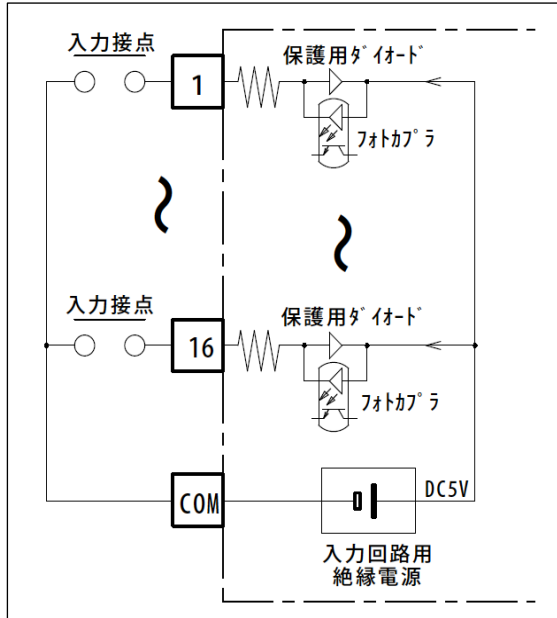 入力接点
保護用ﾀﾞｲｵｰﾄﾞ
1
ﾌｫﾄｶﾌﾟﾗ
入力接点
保護用ﾀﾞｲｵｰﾄﾞ
16
ﾌｫﾄｶﾌﾟﾗ
COM
DC5V
入力回路用
絶縁電源